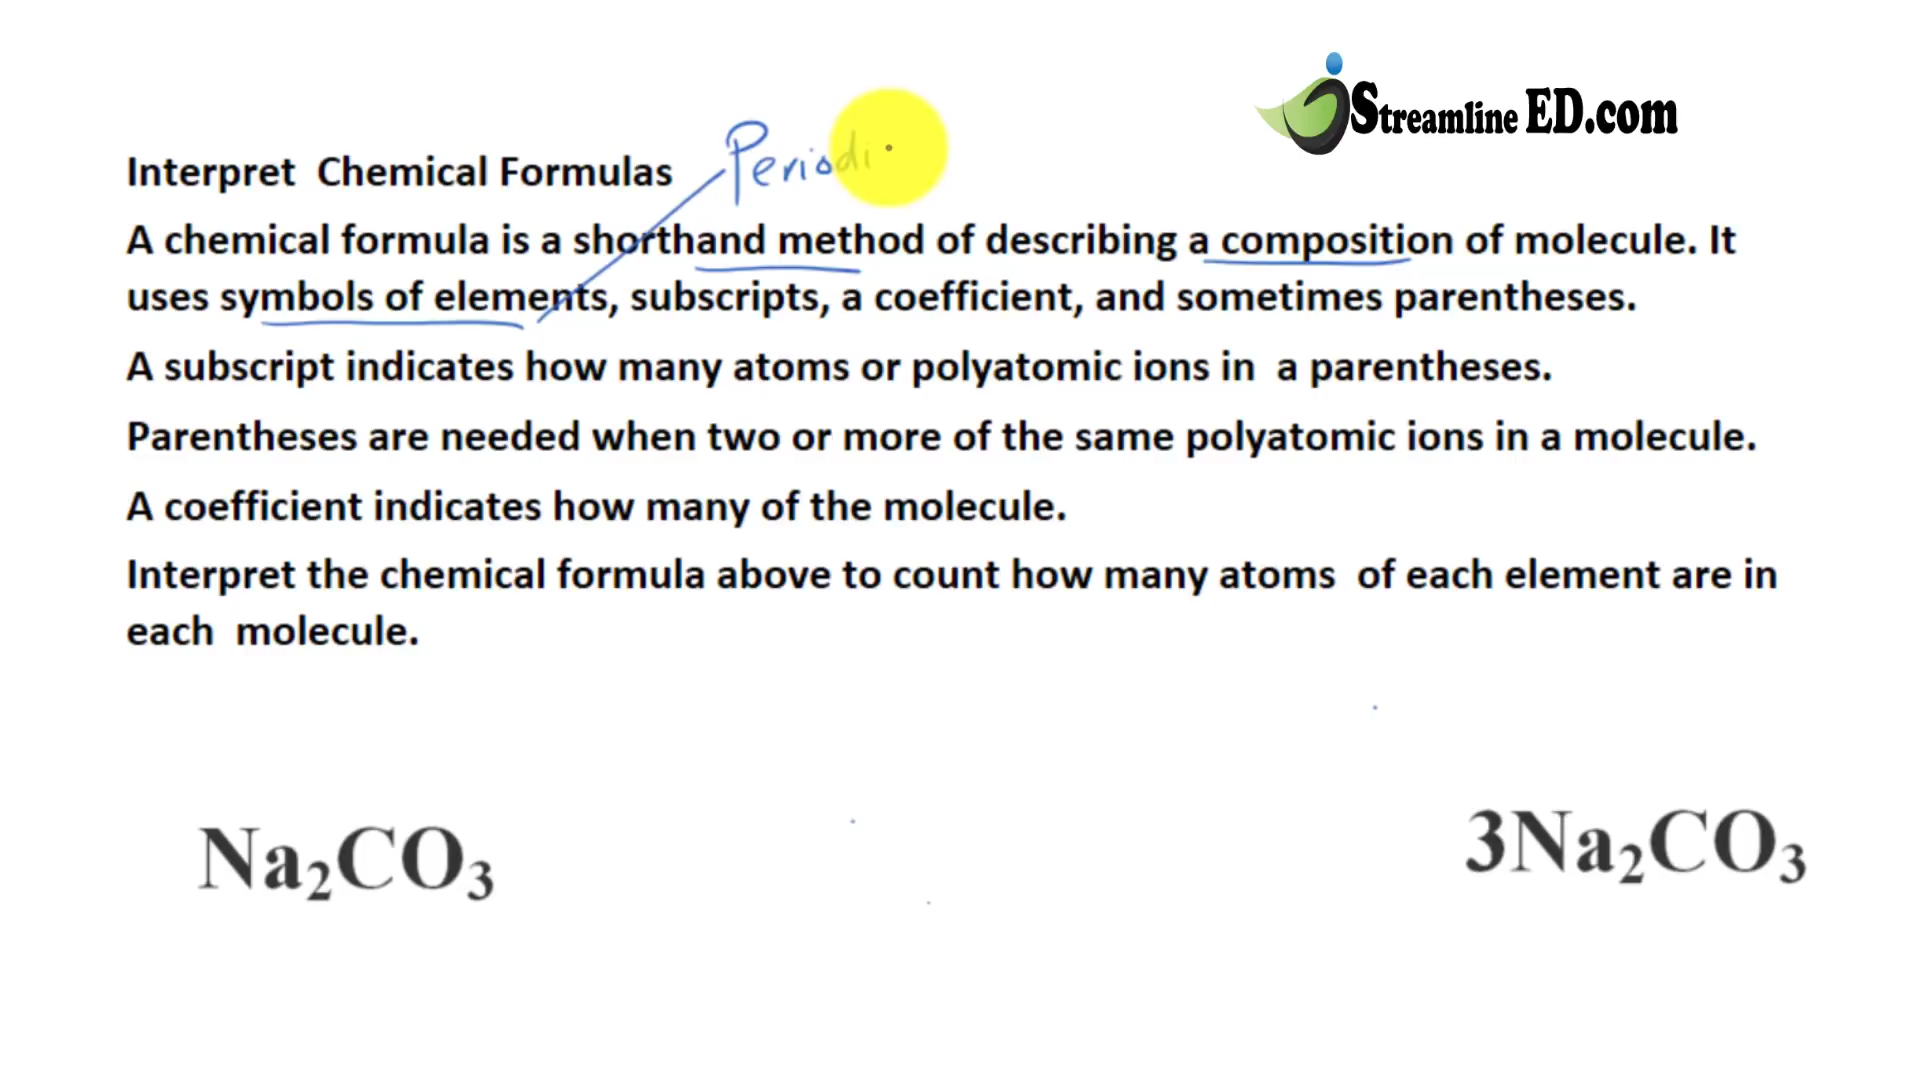 Streamline ED.com
Periodi
Interpret Chemical Formulas
A chemical formula is a shorthand method of describing a composition of molecule. It
uses symbols of elements, subscripts, a coefficient, and sometimes parentheses.
A subscript indicates how many atoms or polyatomic ions in a parentheses.
Parentheses are needed when two or more of the same polyatomic ions in a molecule.
A coefficient indicates how many of the molecule.
Interpret the chemical formula above to count how many atoms of each element are in
each molecule.
Na₂CO₃
3Na₂CO₃